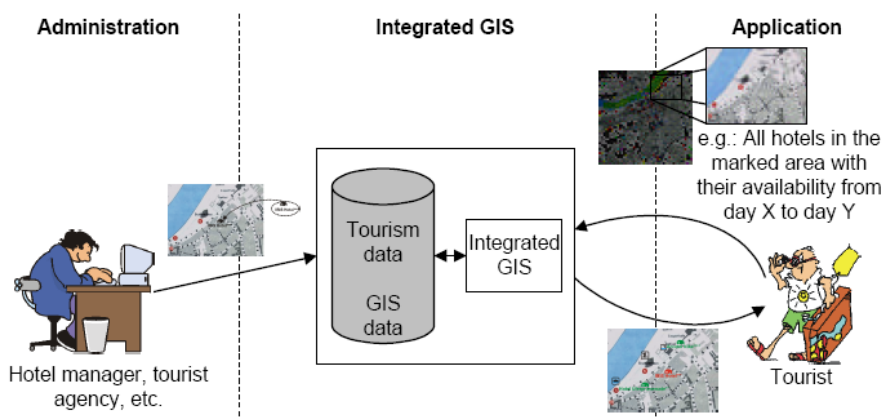 Administration
Integrated GIS
Application
e.g.: All hotels in the
marked area with
their availability from
day X to day Y
Tourism
data
GIS
data
Integrated
GIS
Hotel manager, tourist
agency, etc.
Tourist